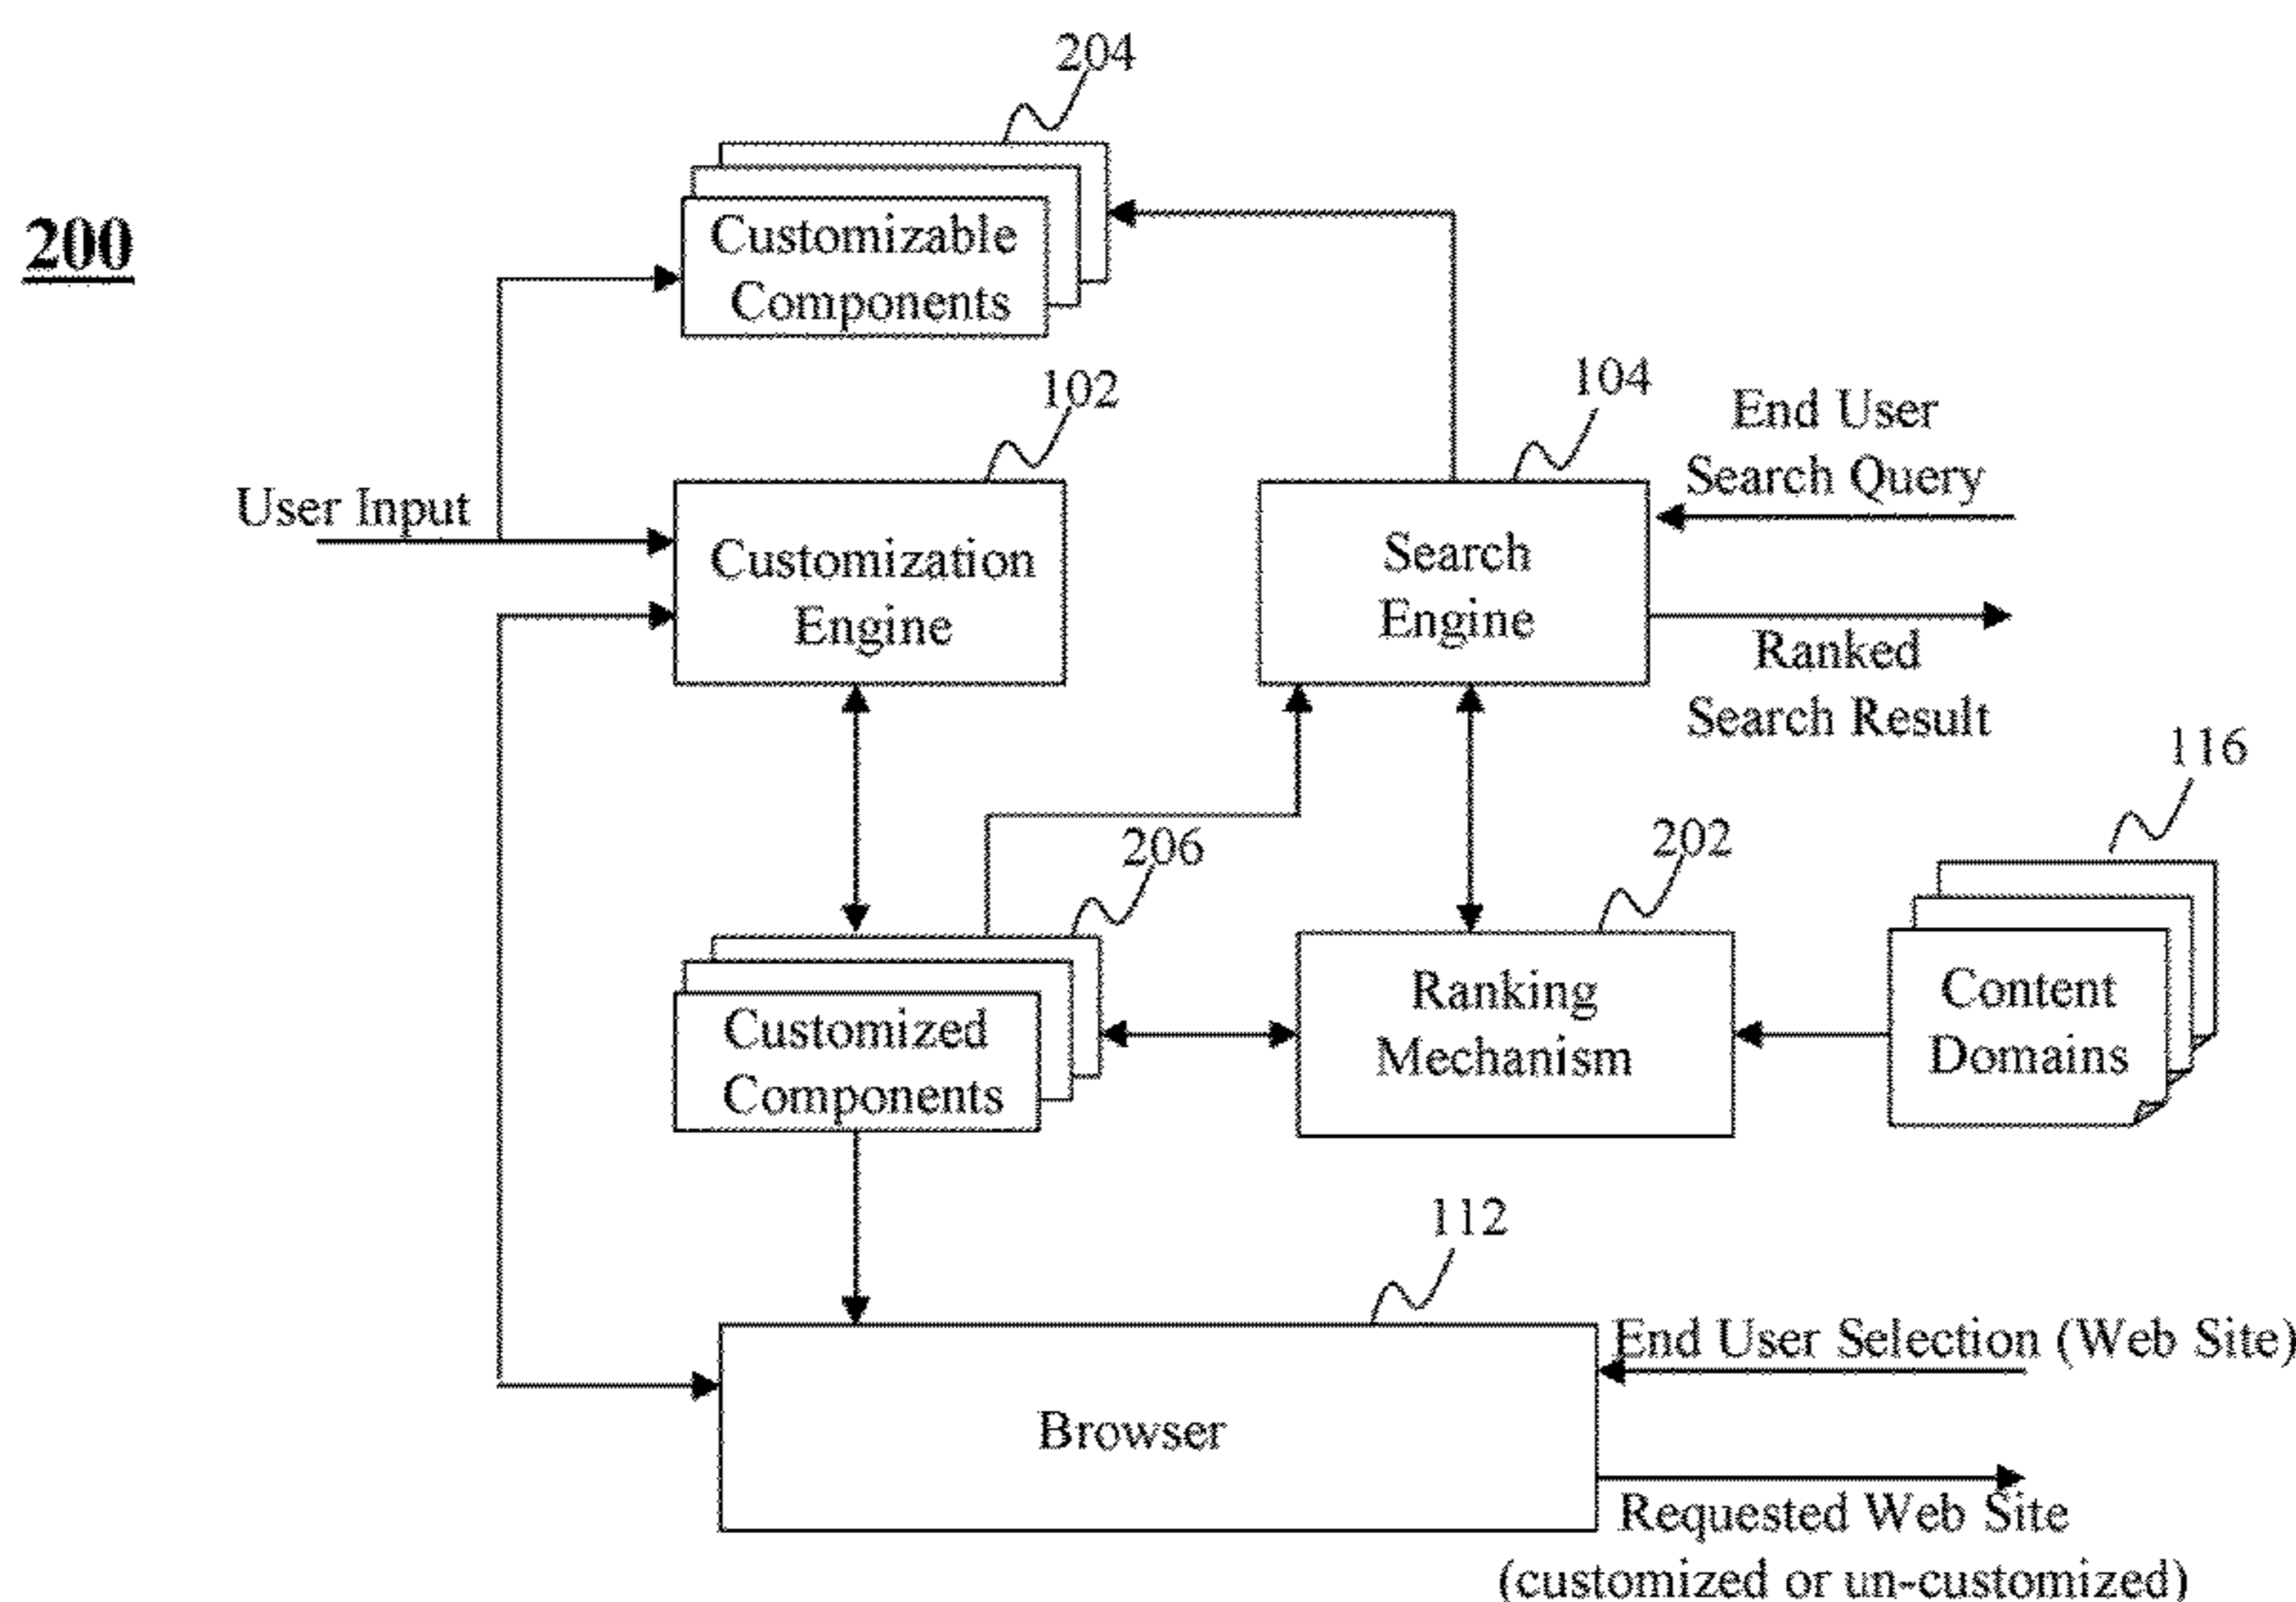 204
200
Customizable
Components
102
104
End User
Search Query
User Input
Customization
Engine
Search
Engine
Ranked
Search Result
116
206
202
Customized
Components
Ranking
Mechanism
Content
Domains
112
End User Selection (Web Site)
Browser
Requested Web Site
(customized or un-customized)